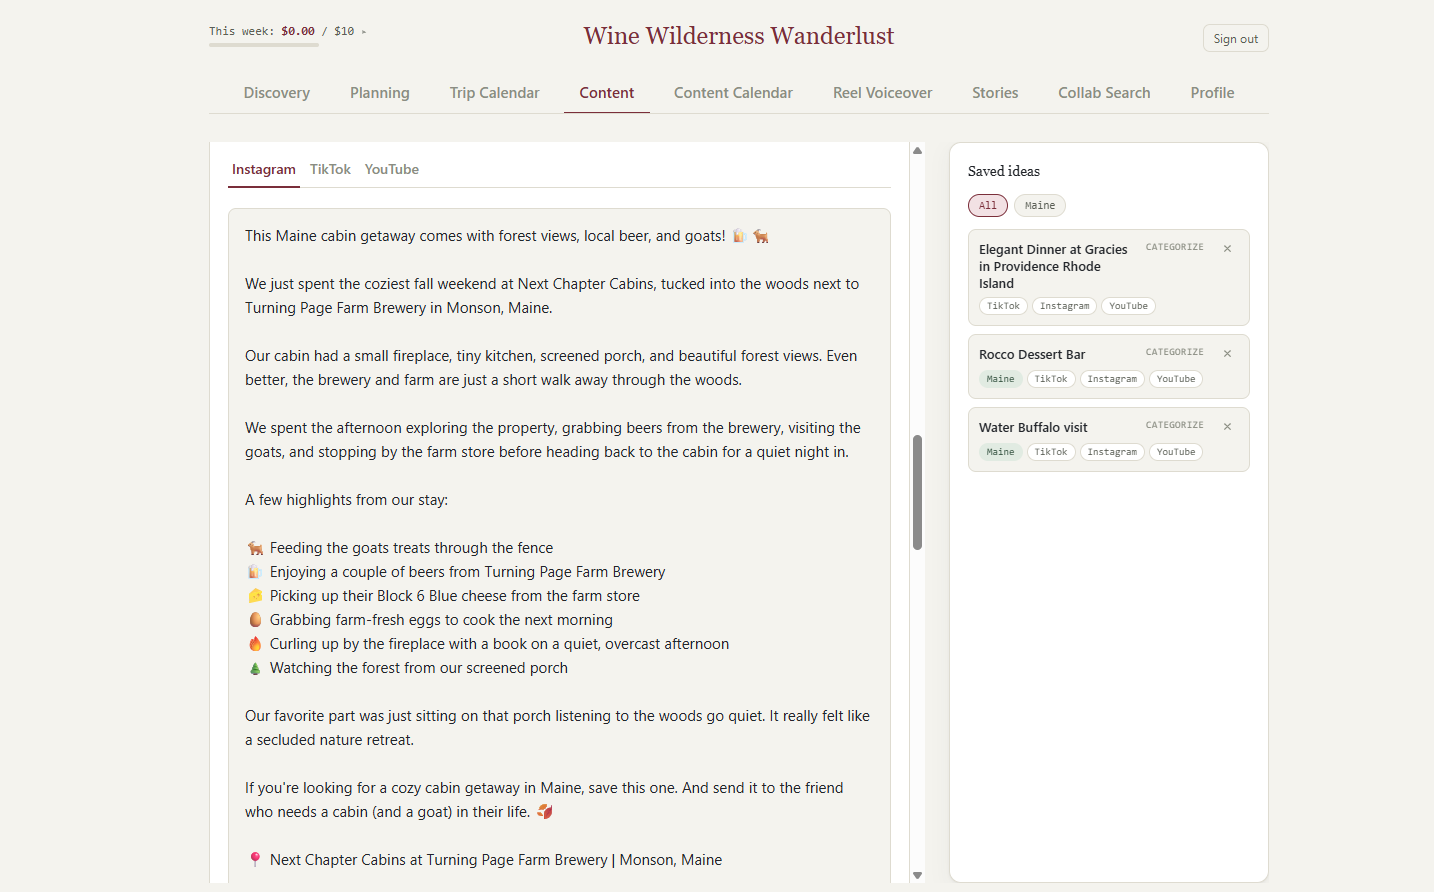 This week: $0.00 / $10 ▸
Wine Wilderness Wanderlust
Sign out
Discovery
Planning
Trip Calendar
Content
Content Calendar
Reel Voiceover
Stories
Collab Search
Profile
Instagram
TikTok
YouTube
This Maine cabin getaway comes with forest views, local beer, and goats! 🍺 🐐
We just spent the coziest fall weekend at Next Chapter Cabins, tucked into the woods next to
Turning Page Farm Brewery in Monson, Maine.
Our cabin had a small fireplace, tiny kitchen, screened porch, and beautiful forest views. Even
better, the brewery and farm are just a short walk away through the woods.
We spent the afternoon exploring the property, grabbing beers from the brewery, visiting the
goats, and stopping by the farm store before heading back to the cabin for a quiet night in.
A few highlights from our stay:
🐐 Feeding the goats treats through the fence
🍺 Enjoying a couple of beers from Turning Page Farm Brewery
🧀 Picking up their Block 6 Blue cheese from the farm store
🥚 Grabbing farm-fresh eggs to cook the next morning
🔥 Curling up by the fireplace with a book on a quiet, overcast afternoon
🌲 Watching the forest from our screened porch
Our favorite part was just sitting on that porch listening to the woods go quiet. It really felt like
a secluded nature retreat.
If you're looking for a cozy cabin getaway in Maine, save this one. And send it to the friend
who needs a cabin (and a goat) in their life. 🍂
📍 Next Chapter Cabins at Turning Page Farm Brewery | Monson, Maine
Saved ideas
All
Maine
Elegant Dinner at Gracies
in Providence Rhode
Island
CATEGORIZE
×
TikTok
Instagram
YouTube
Rocco Dessert Bar
CATEGORIZE
×
Maine
TikTok
Instagram
YouTube
Water Buffalo visit
CATEGORIZE
×
Maine
TikTok
Instagram
YouTube